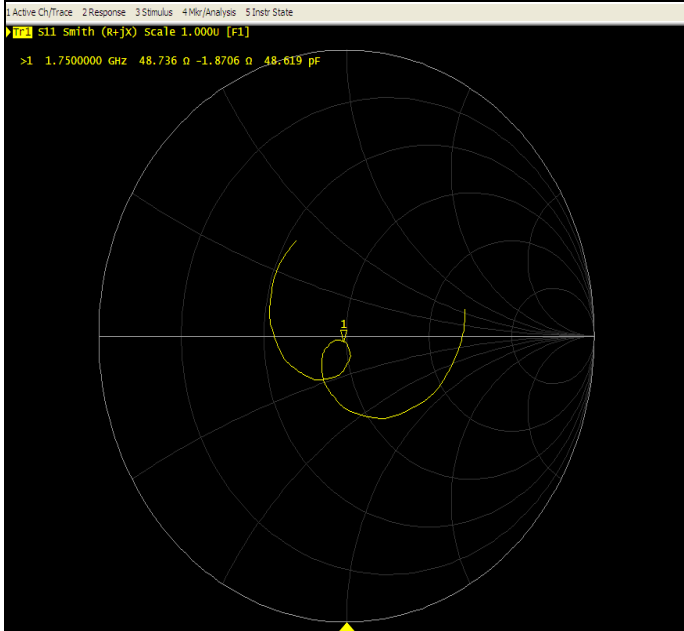 1 Active Ch/Trace 2 Response 3 Stimulus 4 Mkr/Analysis 5 Instr State
Tr1 S11 Smith (R+jX) Scale 1.000U [F1]
>1 1.7500000 GHz 48.736 Ω -1.8706 Ω 48.619 pF
1